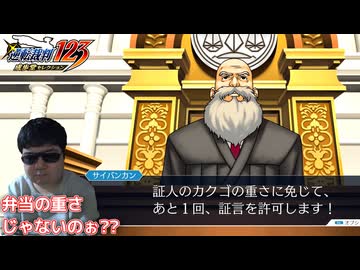 逆転裁判123
成歩堂セレクション
サイバンカン
証人のカクゴの重さに免じて、
あと1回、証言を許可します！
弁当の重さ
じゃないのぉ??
オプシ